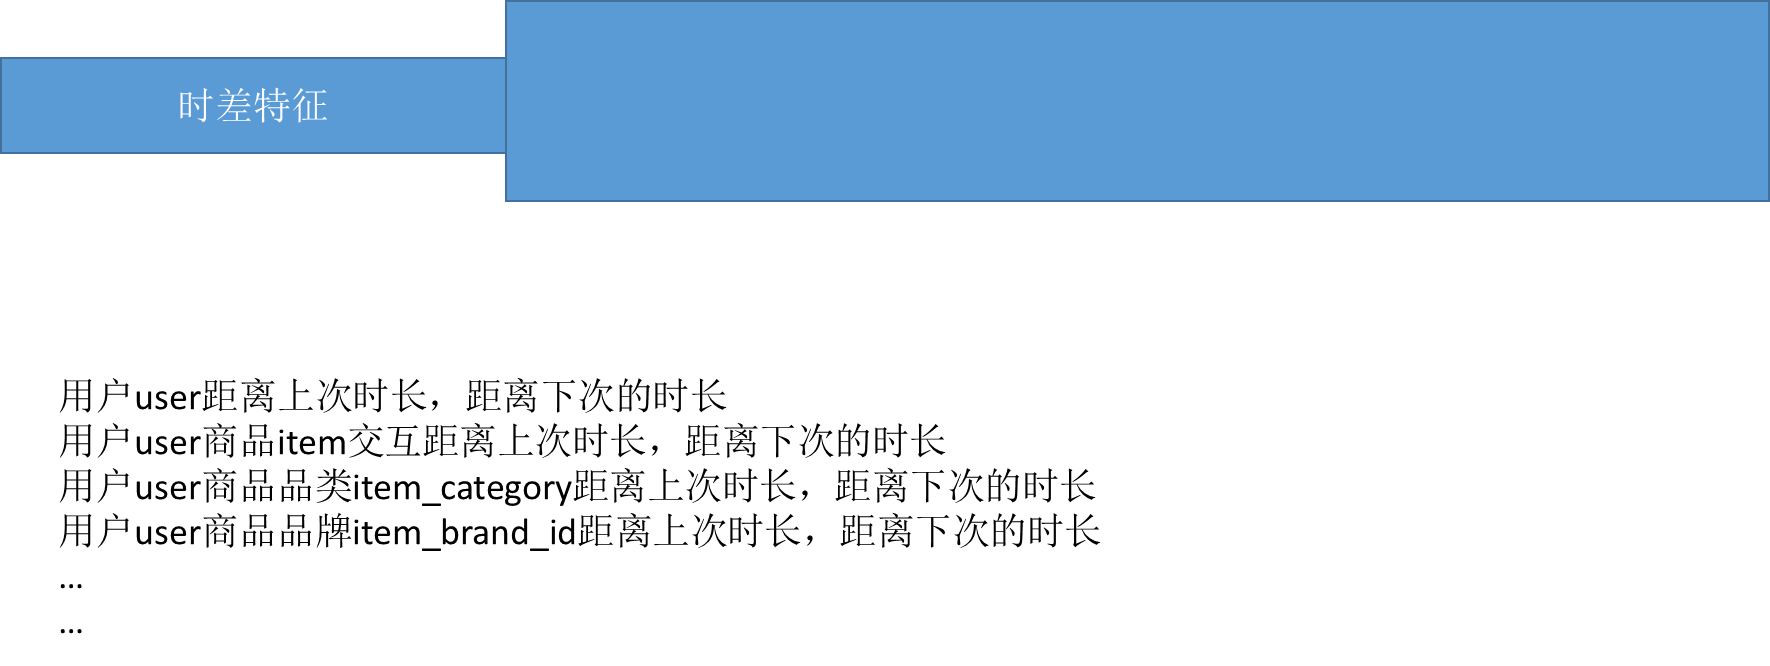 时差特征
用户user距离上次时长，距离下次的时长
用户user商品item交互距离上次时长，距离下次的时长
用户user商品品类item_category距离上次时长，距离下次的时长
用户user商品品牌item_brand_id距离上次时长，距离下次的时长
...
...